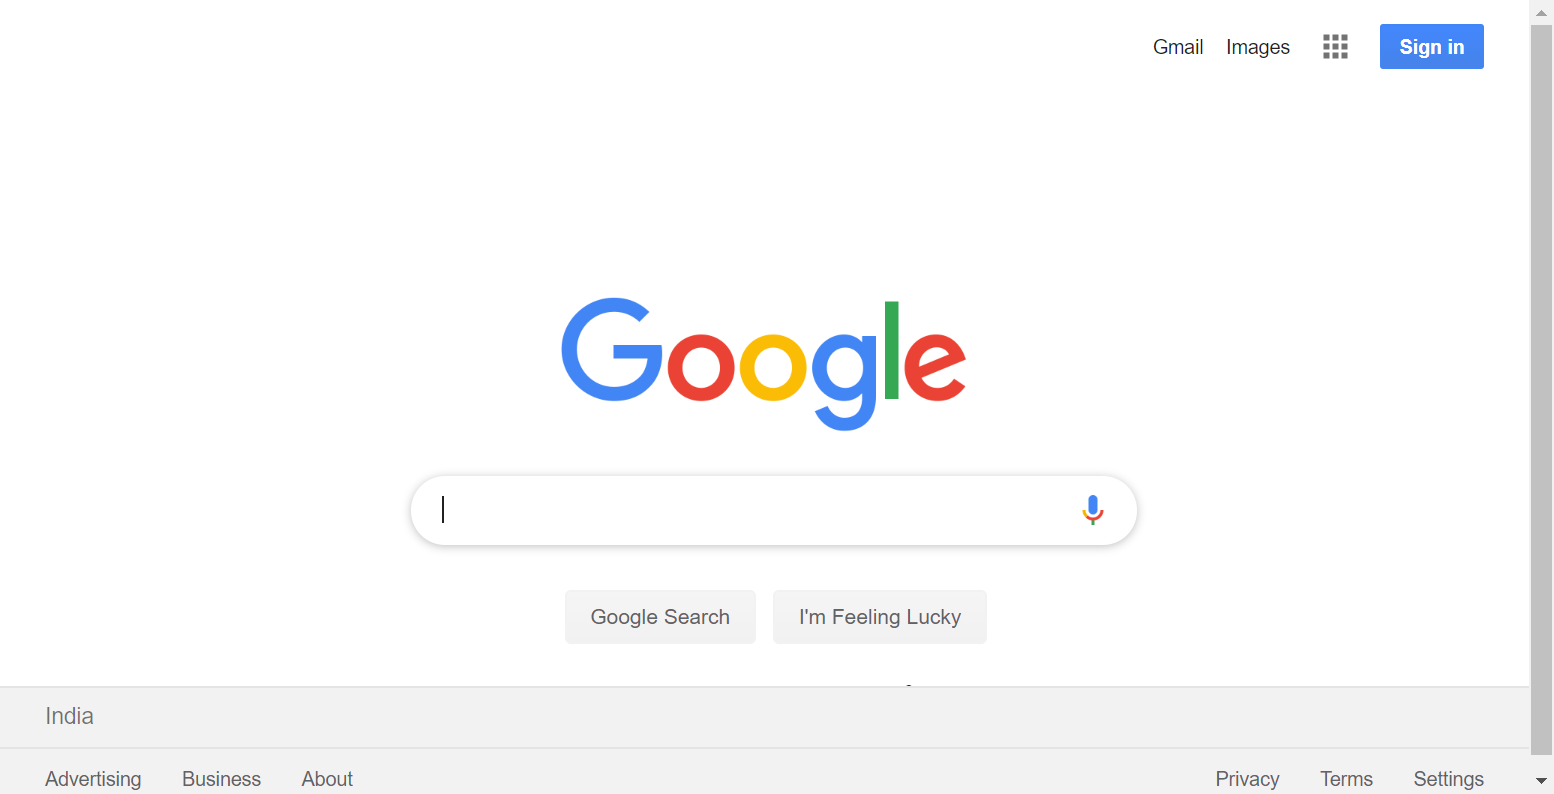 Gmail Images Sign in
Google
Google Search I'm Feeling Lucky
India
Advertising Business About Privacy Terms Settings